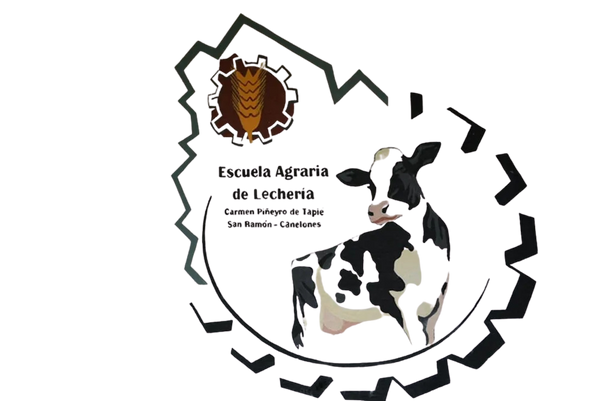 Escuela Agraria
de Lechería
Carmen Piñeyro de Tapie
San Ramón - Canelones